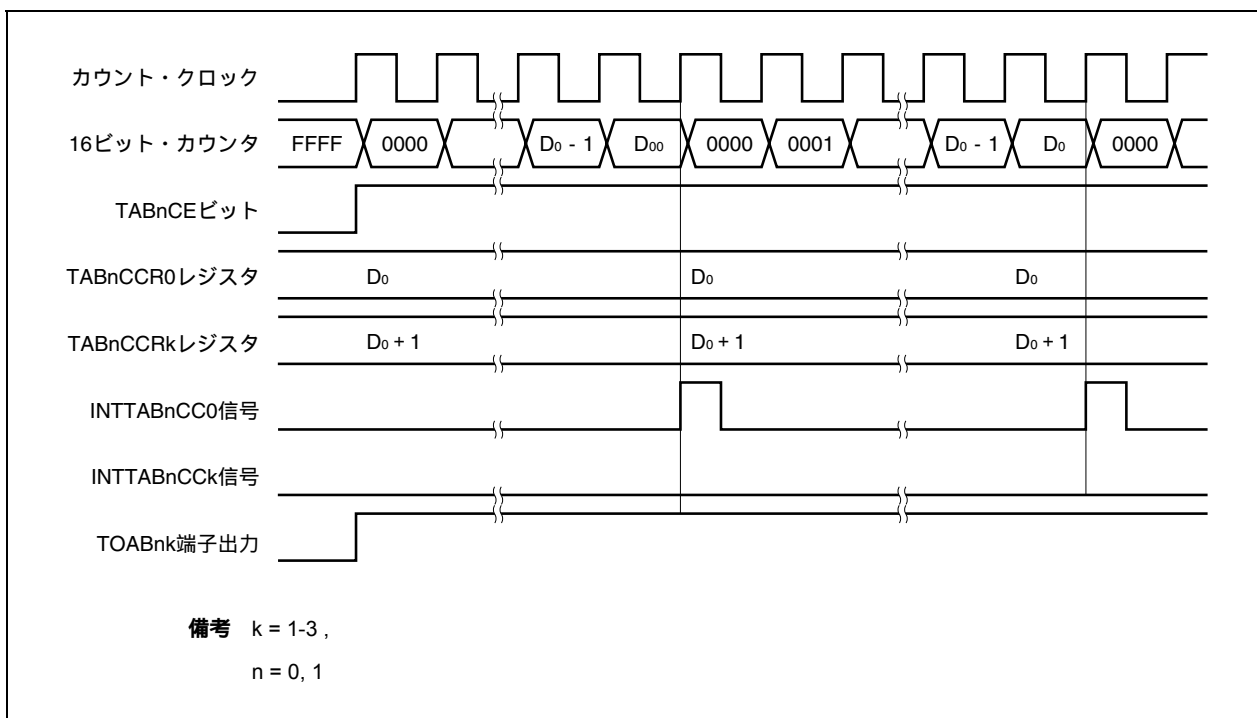 カウント・クロック
16ビット・カウンタ FFFF 0000 D0 - 1 D00 0000 0001 D0 - 1 D0 0000
TABnCEビット
TABnCCR0レジスタ D0 D0 D0
TABnCCRkレジスタ D0 + 1 D0 + 1 D0 + 1
INTTABnCC0信号
INTTABnCCk信号
TOABnk端子出力
備考 k = 1-3 ,
n = 0, 1